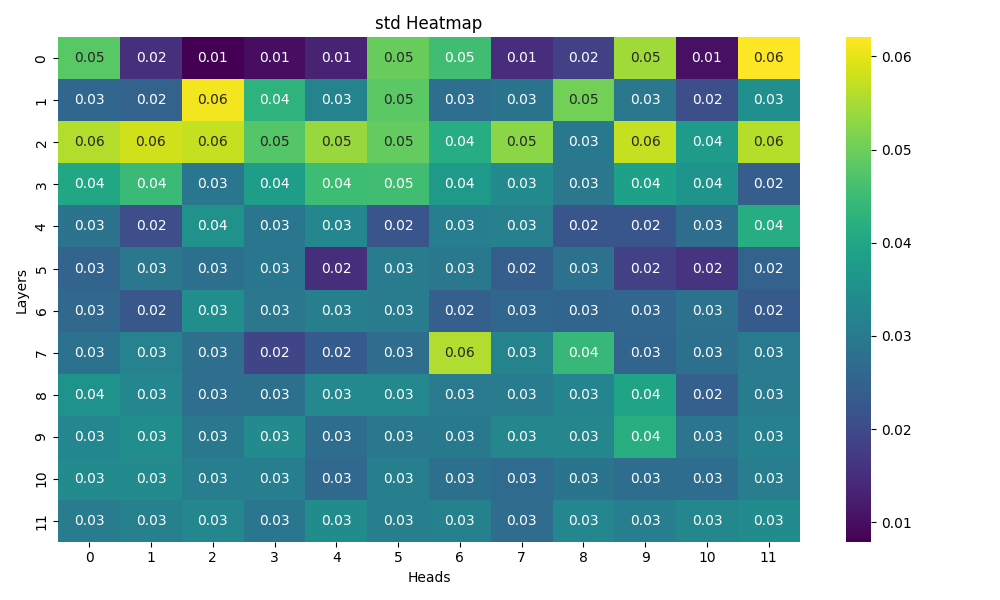 std Heatmap
0 0.05 0.02 0.01 0.01 0.01 0.05 0.05 0.01 0.02 0.05 0.01 0.06
1 0.03 0.02 0.06 0.04 0.03 0.05 0.03 0.03 0.05 0.03 0.02 0.03
2 0.06 0.06 0.06 0.05 0.05 0.05 0.04 0.05 0.03 0.06 0.04 0.06
3 0.04 0.04 0.03 0.04 0.04 0.05 0.04 0.03 0.03 0.04 0.04 0.02
4 0.03 0.02 0.04 0.03 0.03 0.02 0.03 0.03 0.02 0.02 0.03 0.04
5 0.03 0.03 0.03 0.03 0.02 0.03 0.03 0.02 0.03 0.02 0.02 0.02
6 0.03 0.02 0.03 0.03 0.03 0.03 0.02 0.03 0.03 0.03 0.03 0.02
7 0.03 0.03 0.03 0.02 0.02 0.03 0.06 0.03 0.04 0.03 0.03 0.03
8 0.04 0.03 0.03 0.03 0.03 0.03 0.03 0.03 0.03 0.04 0.02 0.03
9 0.03 0.03 0.03 0.03 0.03 0.03 0.03 0.03 0.03 0.04 0.03 0.03
10 0.03 0.03 0.03 0.03 0.03 0.03 0.03 0.03 0.03 0.03 0.03 0.03
11 0.03 0.03 0.03 0.03 0.03 0.03 0.03 0.03 0.03 0.03 0.03 0.03
0 1 2 3 4 5 6 7 8 9 10 11
Heads
Layers
0.06
0.05
0.04
0.03
0.02
0.01